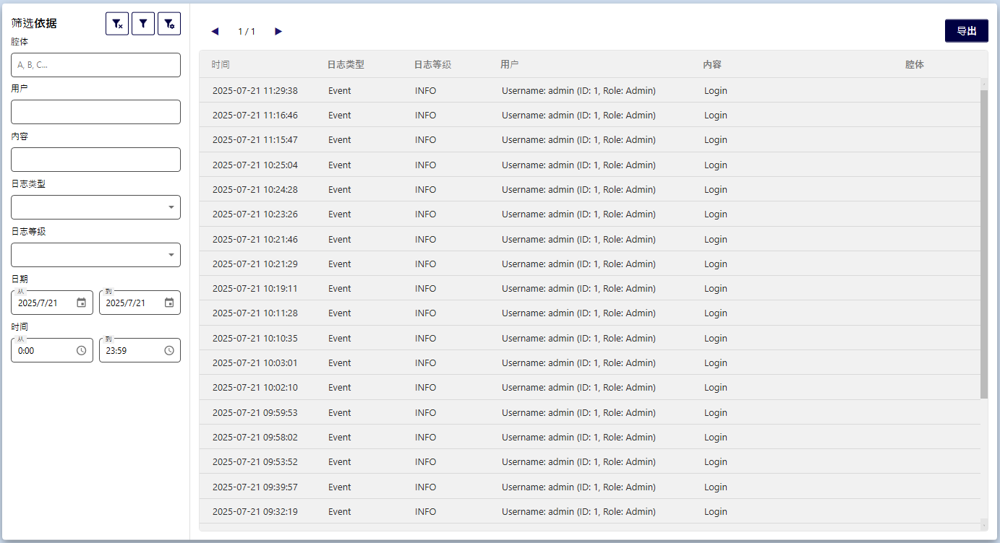 筛选依据
腔体
A, B, C...
用户
内容
日志类型
日志等级
日期
从 到
2025/7/21 2025/7/21
时间
从 到
0:00 23:59
1 / 1
导出
时间 日志类型 日志等级 用户 内容 腔体
2025-07-21 11:29:38 Event INFO Username: admin (ID: 1, Role: Admin) Login
2025-07-21 11:16:46 Event INFO Username: admin (ID: 1, Role: Admin) Login
2025-07-21 11:15:47 Event INFO Username: admin (ID: 1, Role: Admin) Login
2025-07-21 10:25:04 Event INFO Username: admin (ID: 1, Role: Admin) Login
2025-07-21 10:24:28 Event INFO Username: admin (ID: 1, Role: Admin) Login
2025-07-21 10:23:26 Event INFO Username: admin (ID: 1, Role: Admin) Login
2025-07-21 10:21:46 Event INFO Username: admin (ID: 1, Role: Admin) Login
2025-07-21 10:21:29 Event INFO Username: admin (ID: 1, Role: Admin) Login
2025-07-21 10:19:11 Event INFO Username: admin (ID: 1, Role: Admin) Login
2025-07-21 10:11:28 Event INFO Username: admin (ID: 1, Role: Admin) Login
2025-07-21 10:10:35 Event INFO Username: admin (ID: 1, Role: Admin) Login
2025-07-21 10:03:01 Event INFO Username: admin (ID: 1, Role: Admin) Login
2025-07-21 10:02:10 Event INFO Username: admin (ID: 1, Role: Admin) Login
2025-07-21 09:59:53 Event INFO Username: admin (ID: 1, Role: Admin) Login
2025-07-21 09:58:02 Event INFO Username: admin (ID: 1, Role: Admin) Login
2025-07-21 09:53:52 Event INFO Username: admin (ID: 1, Role: Admin) Login
2025-07-21 09:39:57 Event INFO Username: admin (ID: 1, Role: Admin) Login
2025-07-21 09:32:19 Event INFO Username: admin (ID: 1, Role: Admin) Login